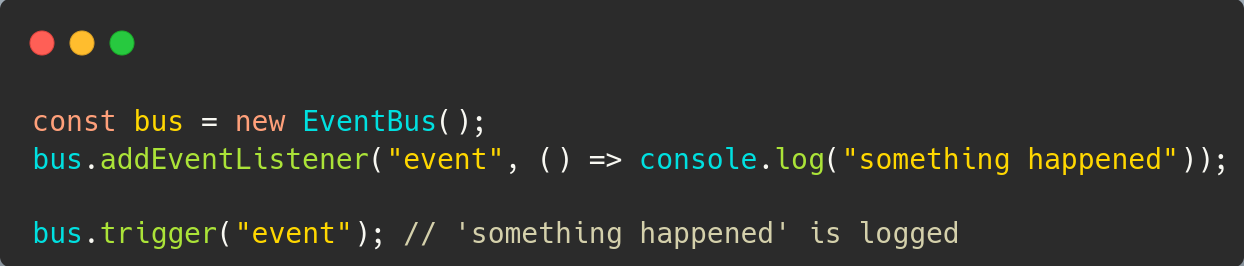 const bus = new EventBus();
bus.addEventListener("event", () => console.log("something happened"));
bus.trigger("event"); // 'something happened' is logged